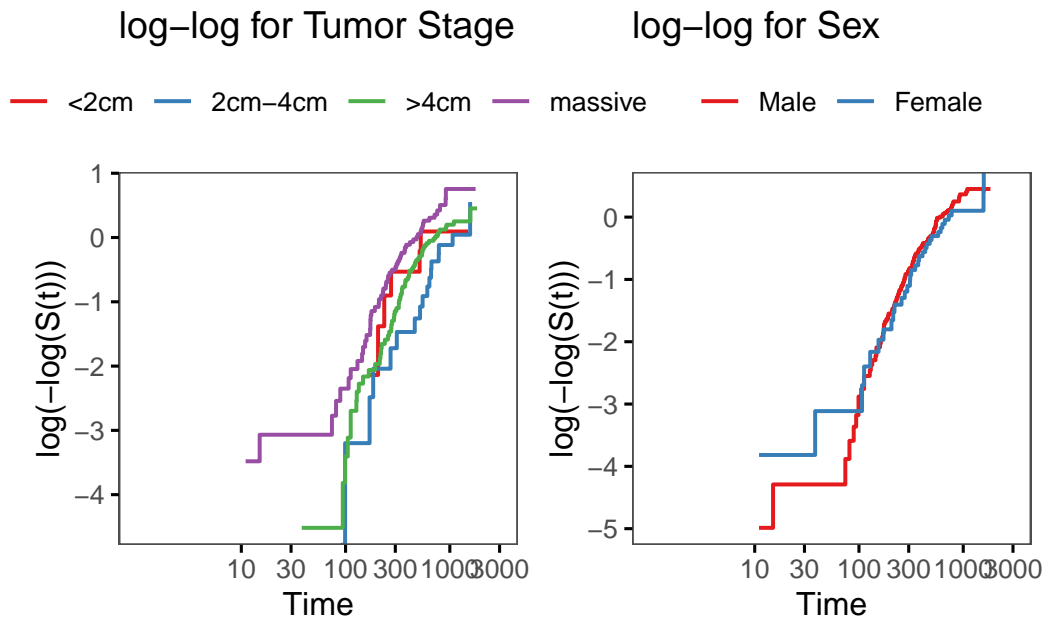 log−log for Tumor Stage
<2cm 2cm−4cm >4cm massive
log(−log(S(t)))
1
0
−1
−2
−3
−4
10 30 100 300 1000 3000
Time
log−log for Sex
Male Female
log(−log(S(t)))
0
−1
−2
−3
−4
−5
10 30 100 300 1000 3000
Time